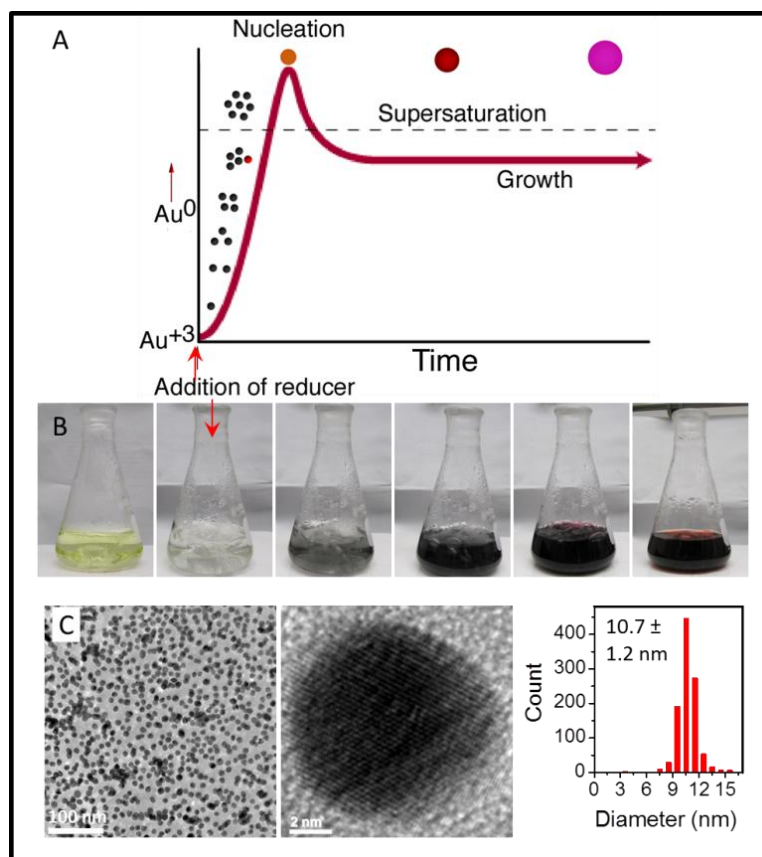 A
Nucleation
Supersaturation
Growth
Au⁰
Au⁺³
Time
Addition of reducer
B
C
100 nm
2 nm
10.7 ±
1.2 nm
400
300
200
100
0
Count
0 3 6 9 12 15
Diameter (nm)